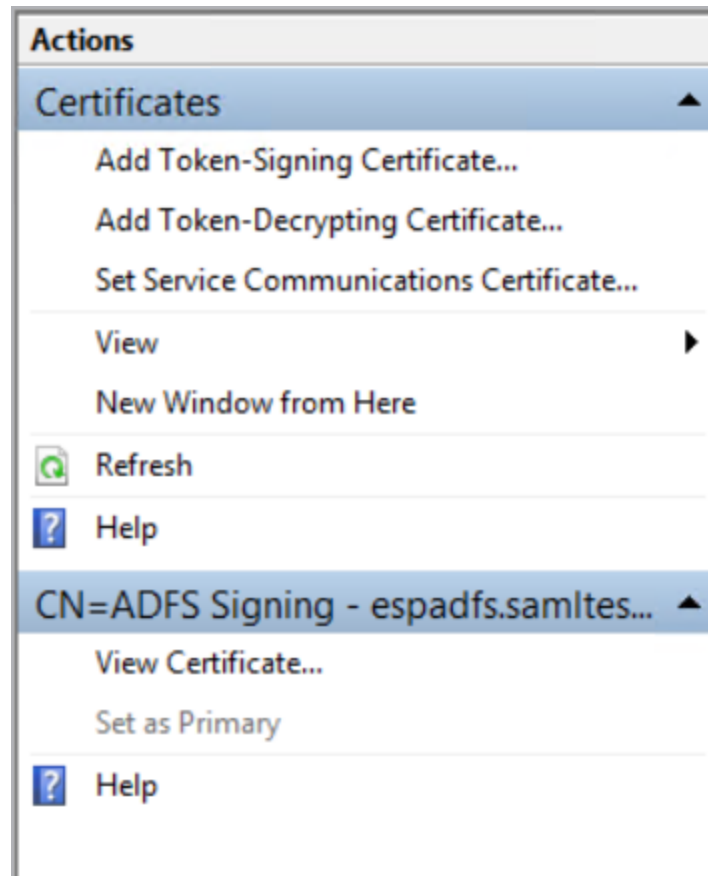 Actions
Certificates
Add Token-Signing Certificate...
Add Token-Decrypting Certificate...
Set Service Communications Certificate...
View
New Window from Here
Refresh
Help
CN=ADFS Signing - espadfs.samltes...
View Certificate...
Set as Primary
Help